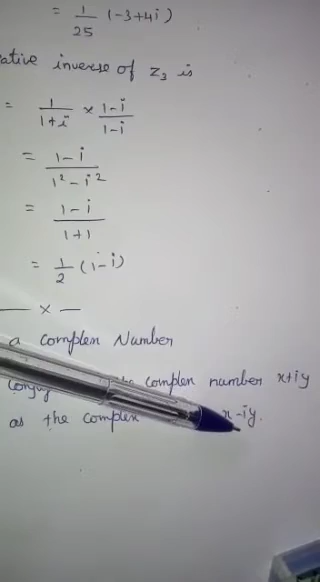 = 1/25 (-3+4i)
ative inverse of z₃ is
= 1/1+i × 1-i/1-i
= 1-i/1²-i²
= 1-i/1+1
= 1/2 (1-i)
— × —
a complex Number
conjug complex number x+iy
as the complex x-iy.